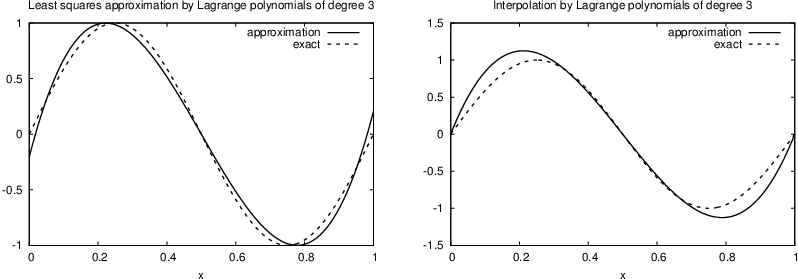 Least squares approximation by Lagrange polynomials of degree 3
approximation
exact
1
0.5
0
-0.5
-1
0 0.2 0.4 0.6 0.8 1
x
Interpolation by Lagrange polynomials of degree 3
approximation
exact
1.5
1
0.5
0
-0.5
-1
-1.5
0 0.2 0.4 0.6 0.8 1
x